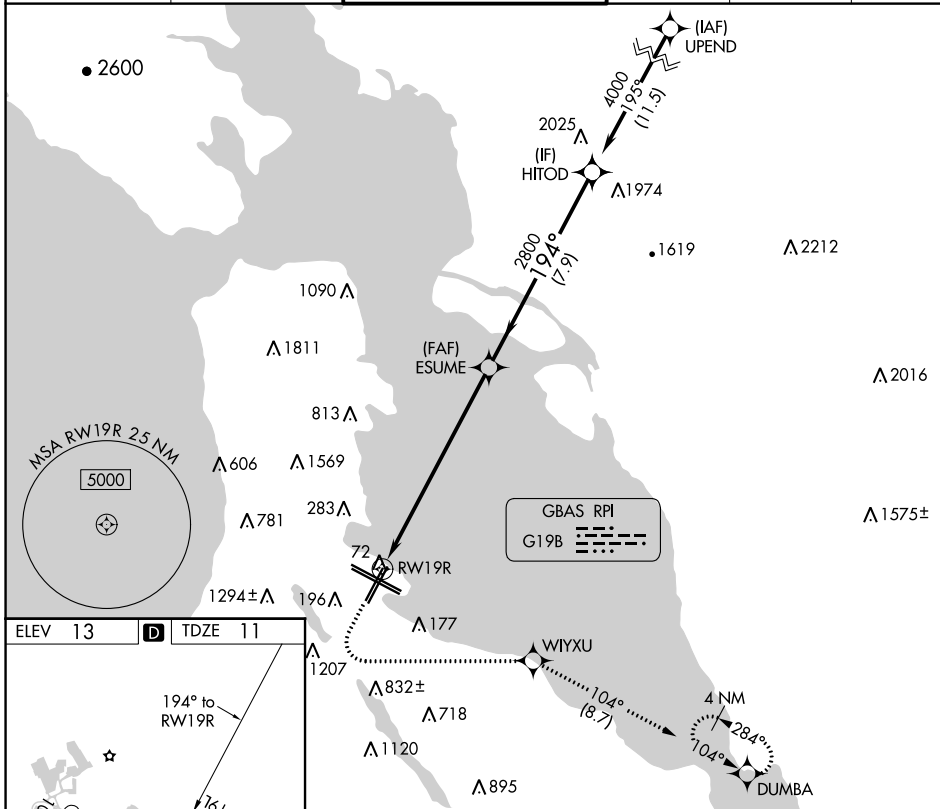 (IAF)
UPEND
2600
4000
195°
(11.5)
2025
(IF)
HITOD
1974
2800
194°
(7.9)
1619
2212
1090
1811
(FAF)
ESUME
2016
813
MSA RW19R 25 NM
5000
606
1569
781
283
GBAS RPI
G19B
1575±
72
RW19R
1294±
196
177
ELEV 13
D
TDZE 11
1207
WIYXU
832±
104°
(8.7)
4 NM
284°
104°
DUMBA
718
1120
895
194° to
RW19R